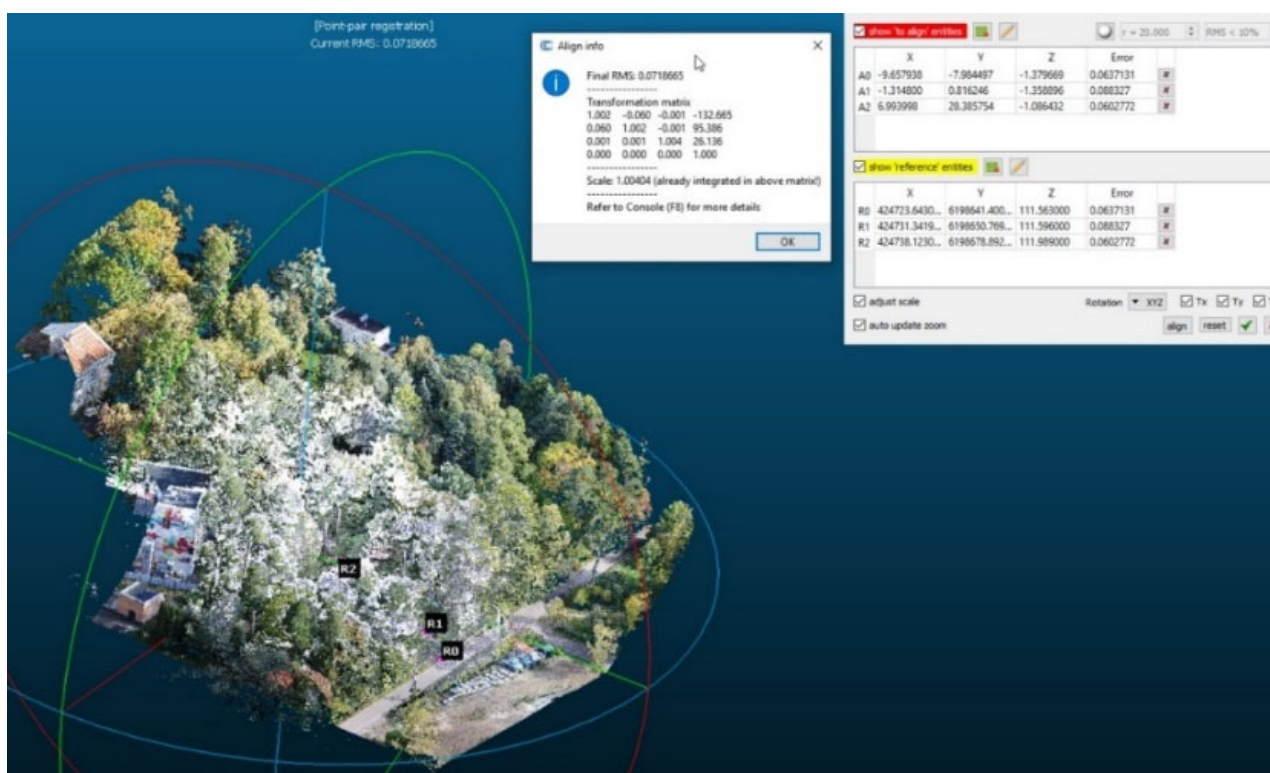 [Point-pair registration]
Current RMS: 0.0718665
Align info
Final RMS: 0.0718665
----------------
Transformation matrix
1.002 -0.060 -0.001 -132.665
0.060 1.002 -0.001 95.386
0.001 0.001 1.004 26.136
0.000 0.000 0.000 1.000
----------------
Scale: 1.00404 (already integrated in above matrix!)
----------------
Refer to Console (F8) for more details
OK
show 'to align' entities
RMS < 10%
X Y Z Error
A0 -9.657938 -7.984497 -1.379669 0.0637131
A1 -1.314800 0.816246 -1.358896 0.088327
A2 6.993998 28.385754 -1.086432 0.0602772
show 'reference' entities
X Y Z Error
R0 424723.6430... 6198641.400... 111.563000 0.0637131
R1 424731.3419... 6198650.769... 111.596000 0.088327
R2 424738.1230... 6198678.892... 111.989000 0.0602772
adjust scale Rotation XYZ Tx Ty
auto update zoom align reset
R2
R1
R0